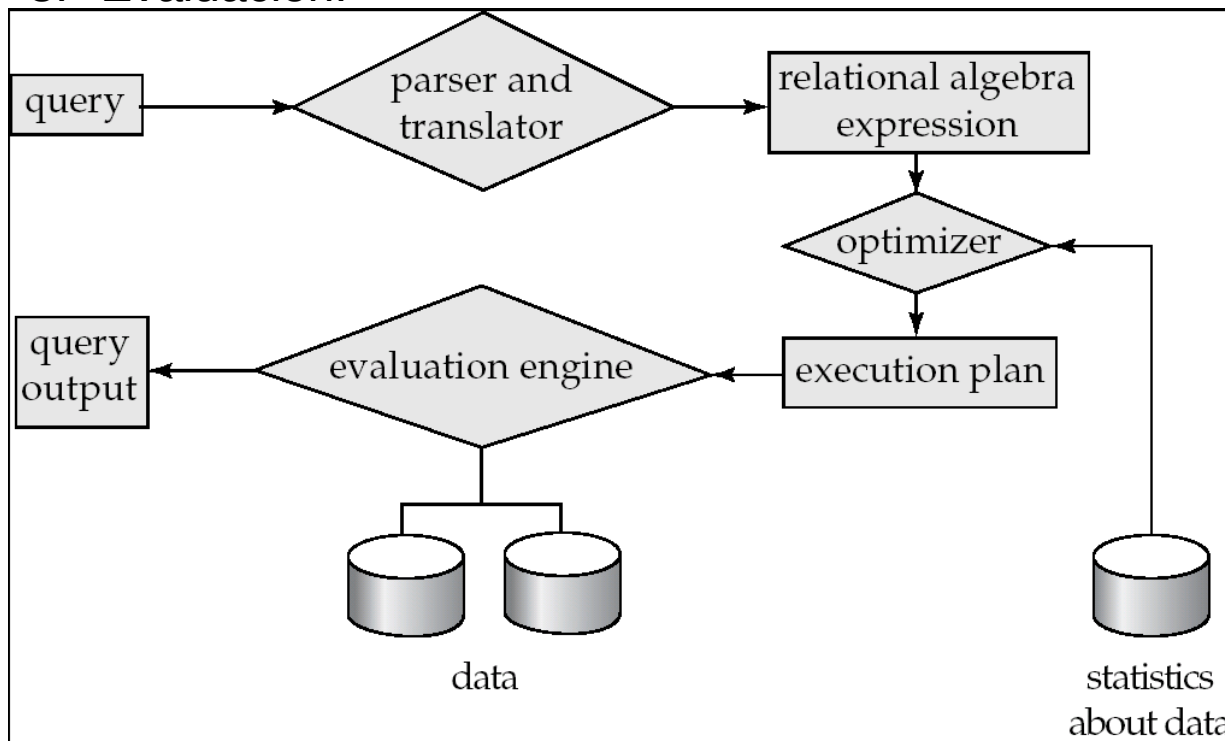 query
parser and
translator
relational algebra
expression
optimizer
query
output
evaluation engine
execution plan
data
statistics
about data